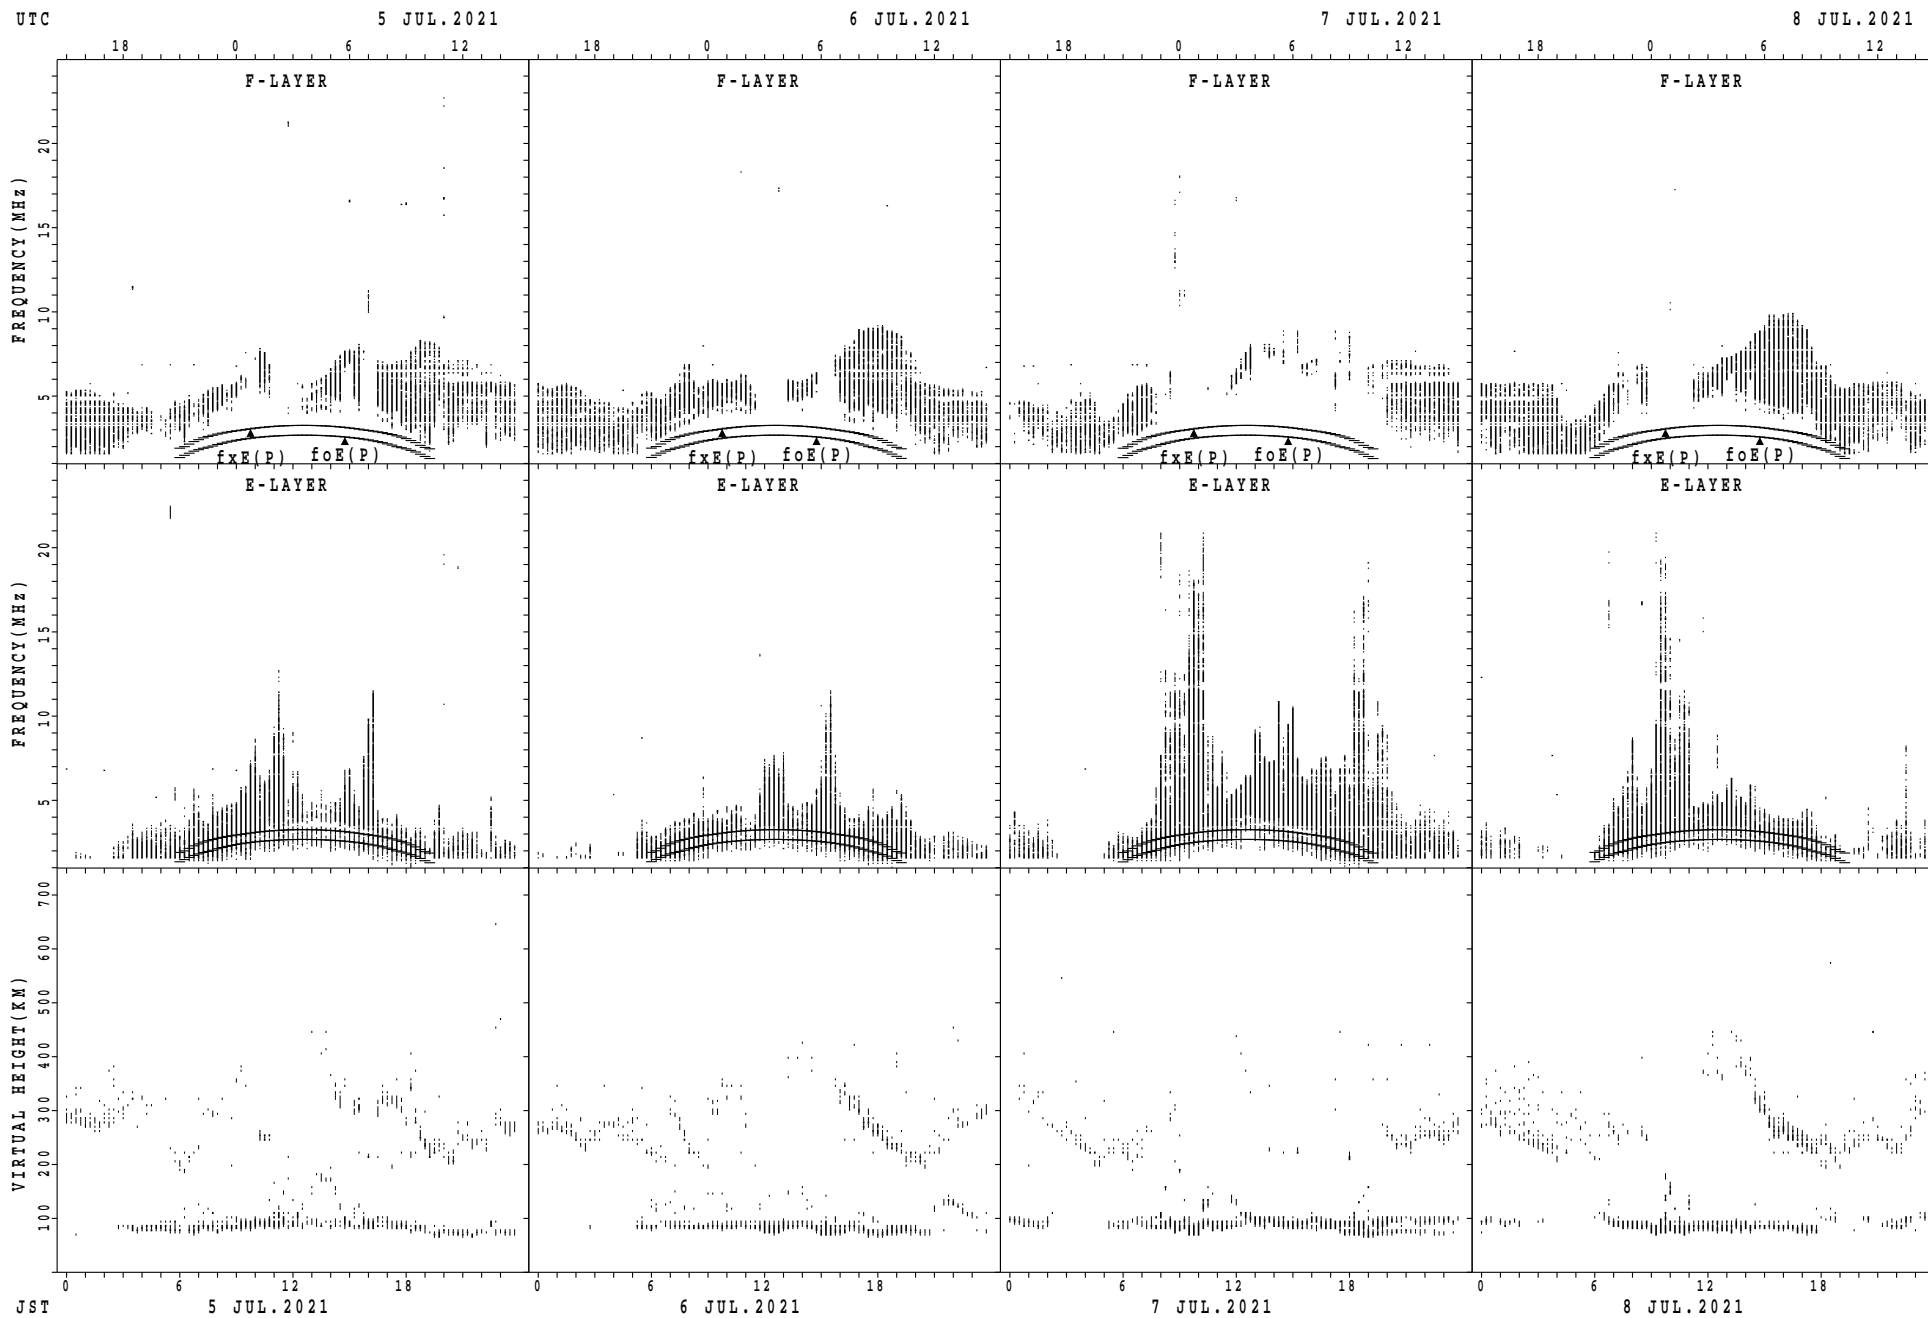 UTC 5 JUL.2021 6 JUL.2021 7 JUL.2021 8 JUL.2021
18 0 6 12 18 0 6 12 18 0 6 12 18 0 6 12
F-LAYER F-LAYER F-LAYER F-LAYER
FREQUENCY(MHz)
20
15
10
5
fxE(P) foE(P) fxE(P) foE(P) fxE(P) foE(P) fxE(P) foE(P)
E-LAYER E-LAYER E-LAYER E-LAYER
FREQUENCY(MHz)
20
15
10
5
VIRTUAL HEIGHT(KM)
700
600
500
400
300
200
100
0 6 12 18 0 6 12 18 0 6 12 18 0 6 12 18
JST 5 JUL.2021 6 JUL.2021 7 JUL.2021 8 JUL.2021